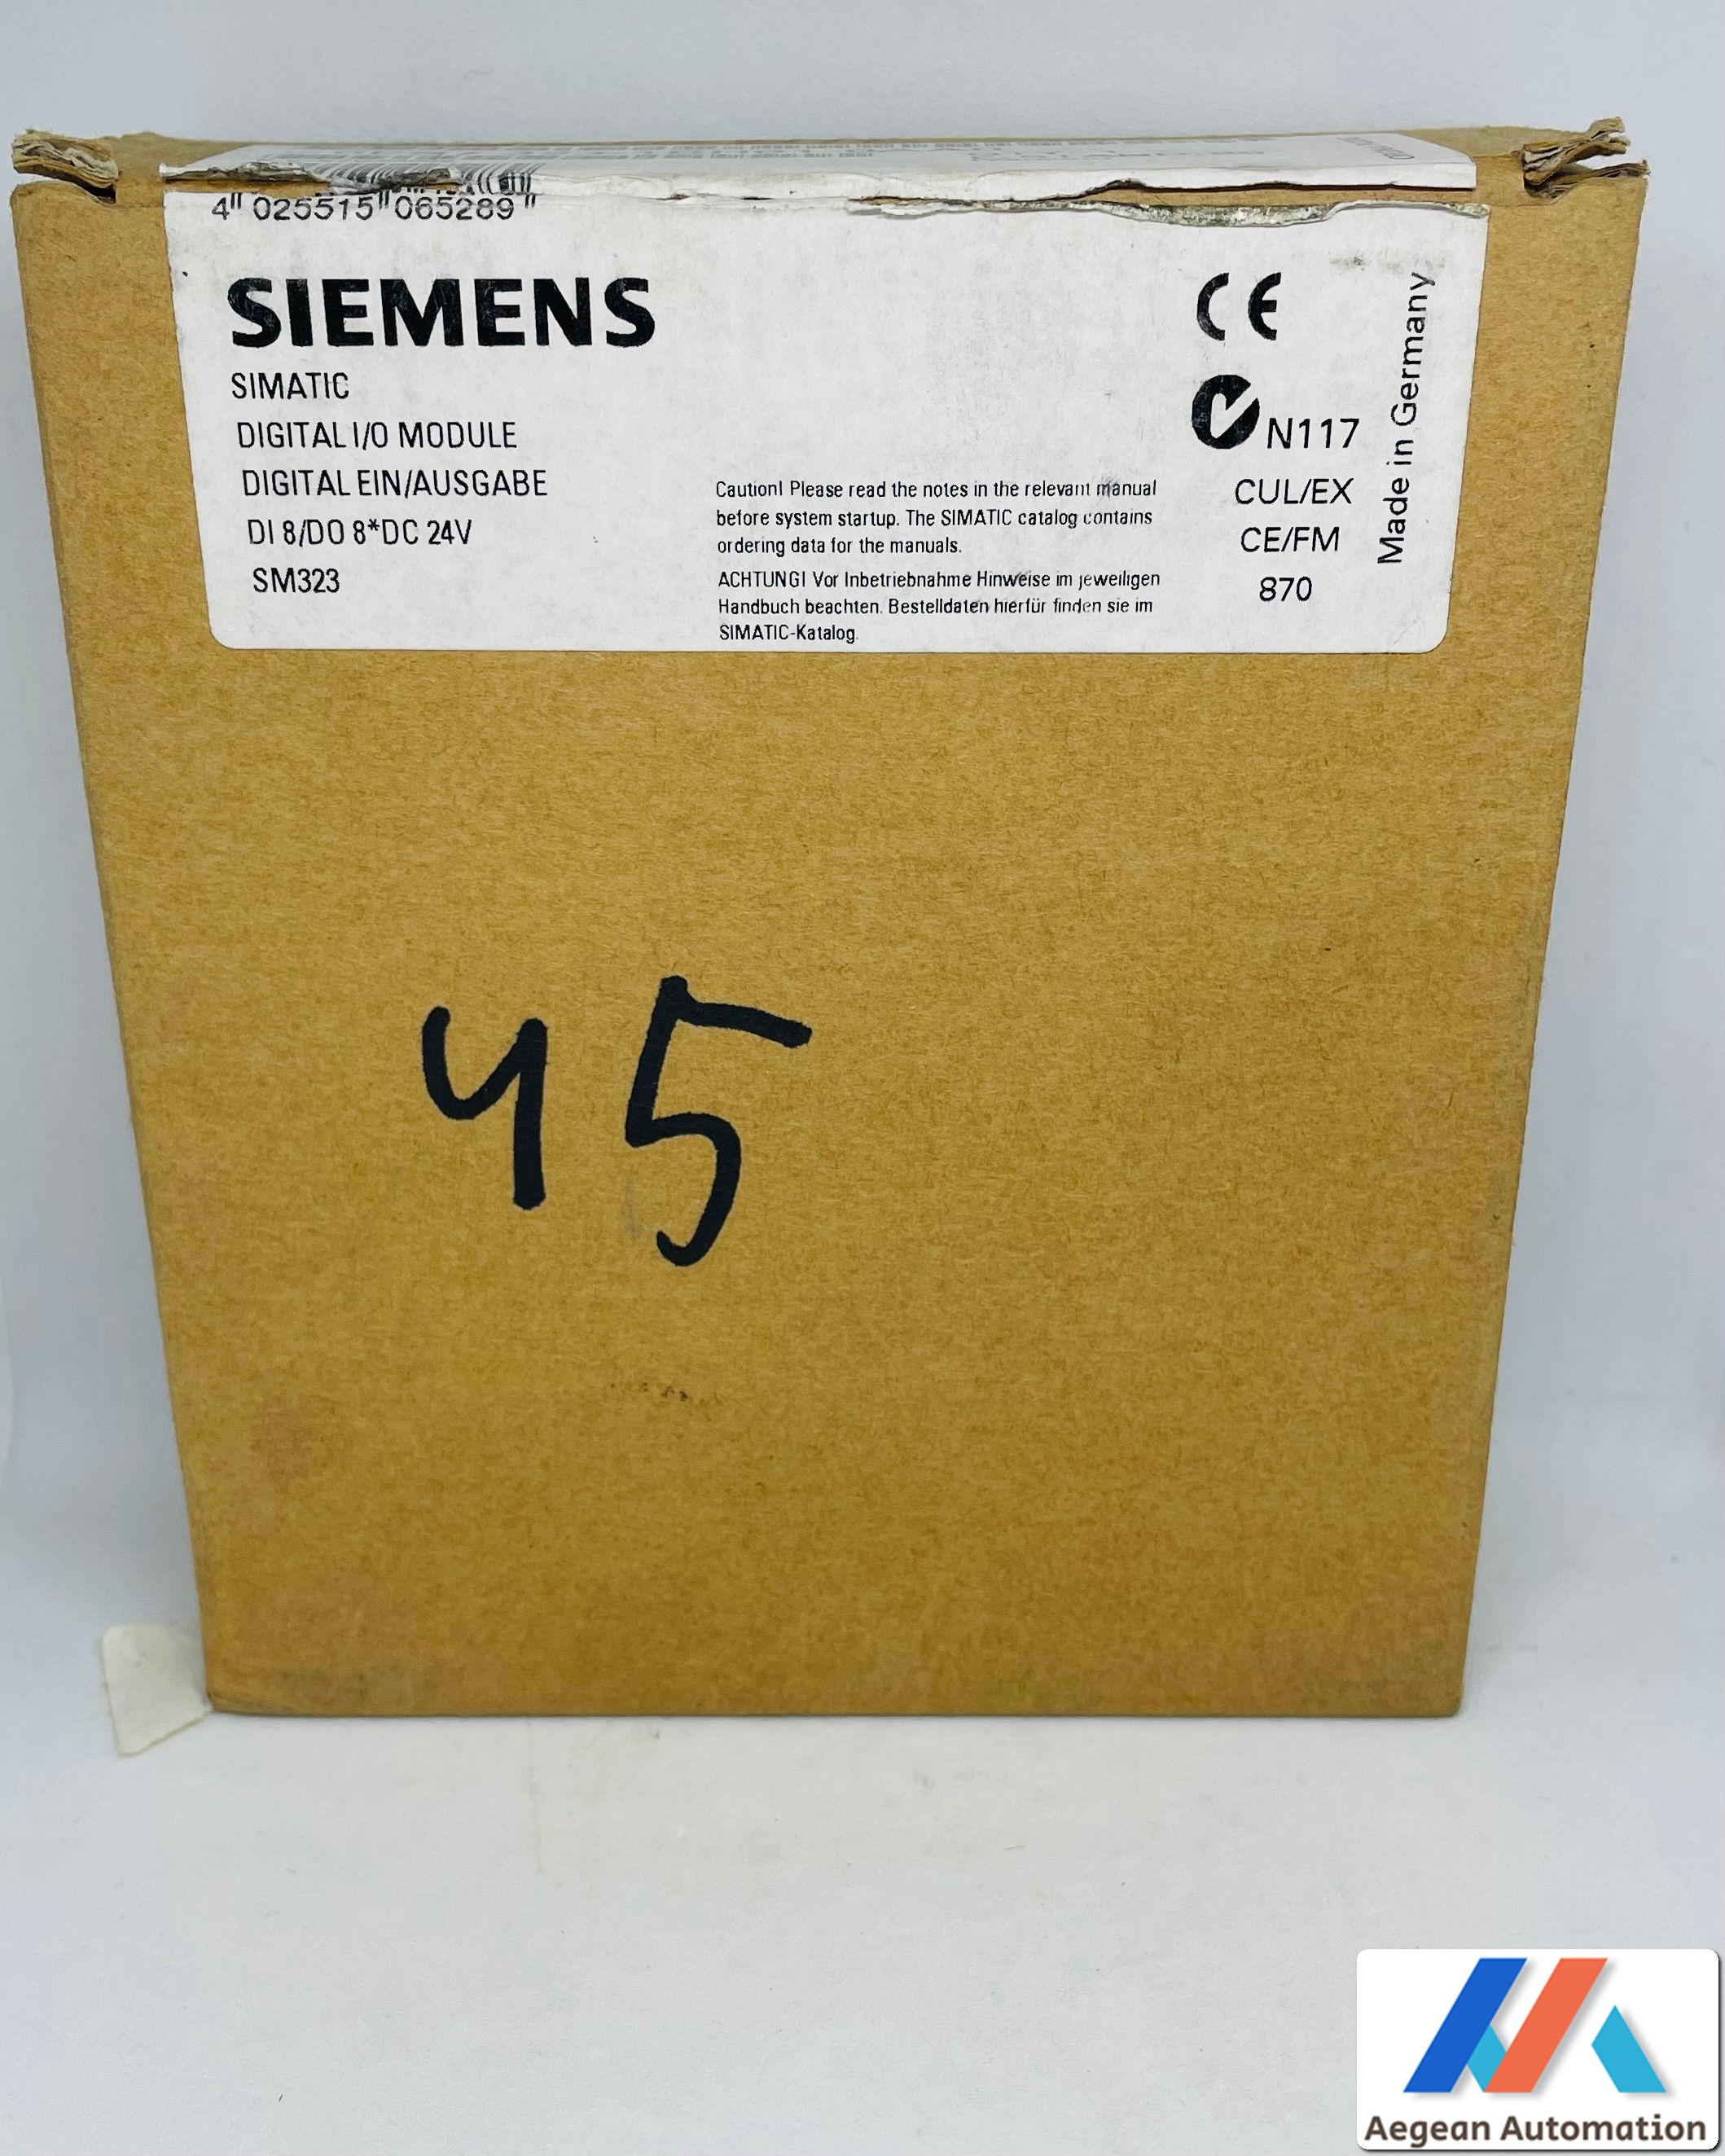 4 025515 065289
SIEMENS
SIMATIC
DIGITAL I/O MODULE
DIGITAL EIN/AUSGABE
DI 8/DO 8*DC 24V
SM323
Caution! Please read the notes in the relevant manual
before system startup. The SIMATIC catalog contains
ordering data for the manuals.
ACHTUNG! Vor Inbetriebnahme Hinweise im jeweiligen
Handbuch beachten. Bestelldaten hierfür finden sie im
SIMATIC-Katalog.
CE
N117
CUL/EX
CE/FM
870
Made in Germany
45
Aegean Automation